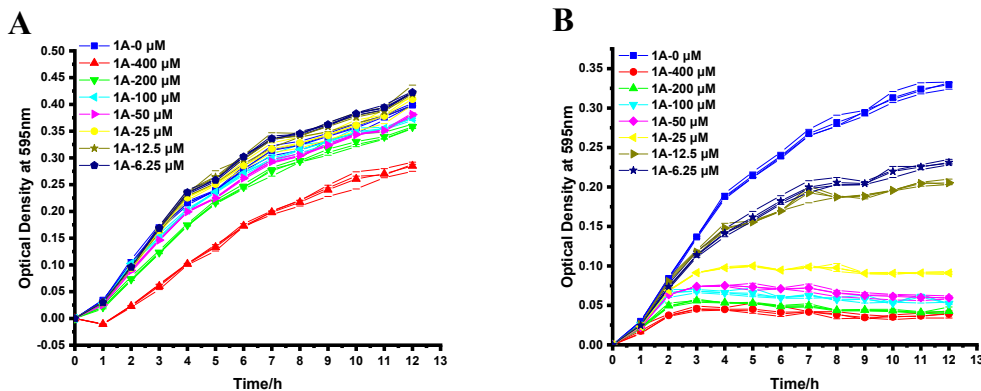 A
1A-0 μM
1A-400 μM
1A-200 μM
1A-100 μM
1A-50 μM
1A-25 μM
1A-12.5 μM
1A-6.25 μM
Optical Density at 595nm
0.50
0.45
0.40
0.35
0.30
0.25
0.20
0.15
0.10
0.05
0.00
-0.05
0 1 2 3 4 5 6 7 8 9 10 11 12 13
Time/h
B
1A-0 μM
1A-400 μM
1A-200 μM
1A-100 μM
1A-50 μM
1A-25 μM
1A-12.5 μM
1A-6.25 μM
Optical Density at 595nm
0.35
0.30
0.25
0.20
0.15
0.10
0.05
0.00
0 1 2 3 4 5 6 7 8 9 10 11 12 13
Time/h